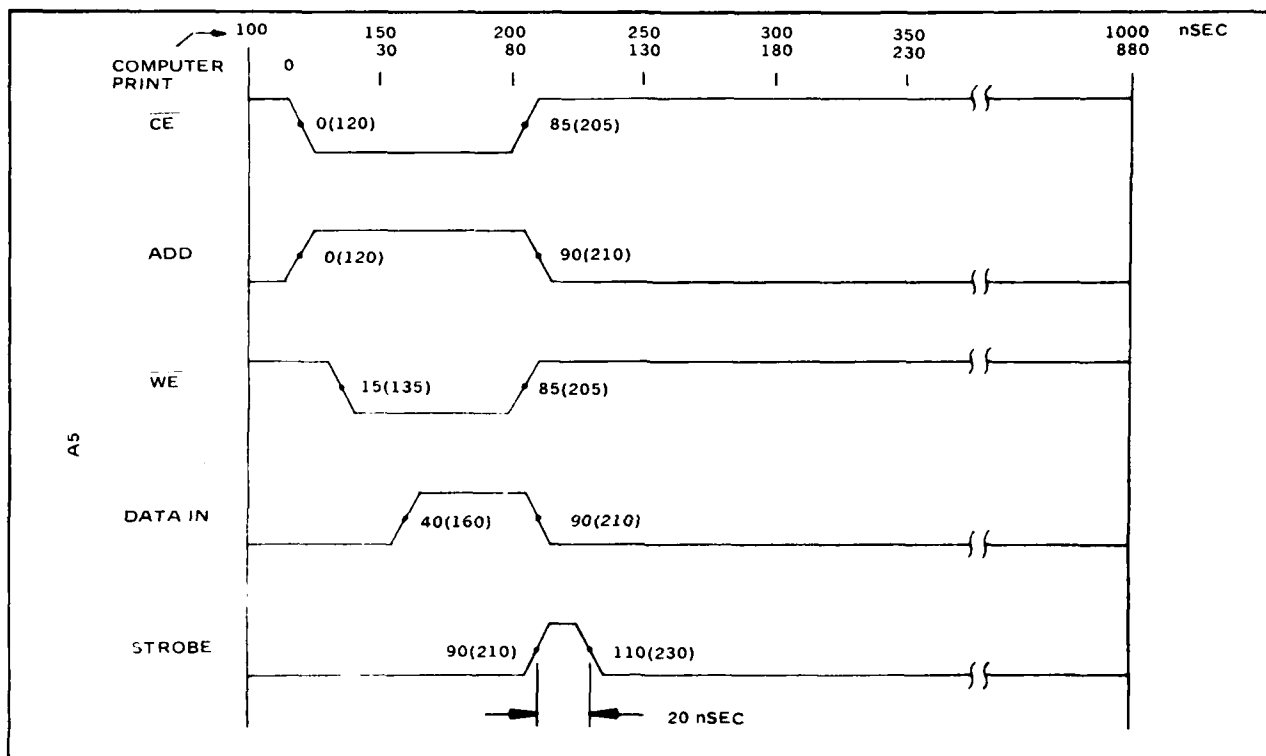 100 150 200 250 300 350 1000 nSEC
30 80 130 180 230 880
COMPUTER PRINT 0
CE
0(120) 85(205)
ADD
0(120) 90(210)
WE
15(135) 85(205)
A5
DATA IN
40(160) 90(210)
STROBE
90(210) 110(230)
20 nSEC